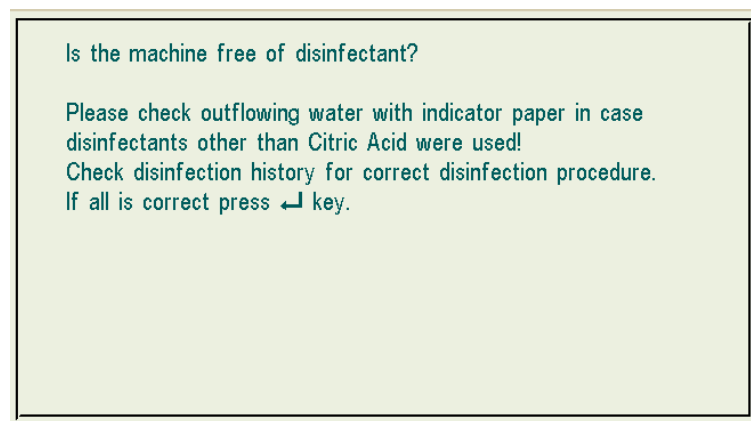 Is the machine free of disinfectant?
Please check outflowing water with indicator paper in case
disinfectants other than Citric Acid were used!
Check disinfection history for correct disinfection procedure.
If all is correct press ↵ key.